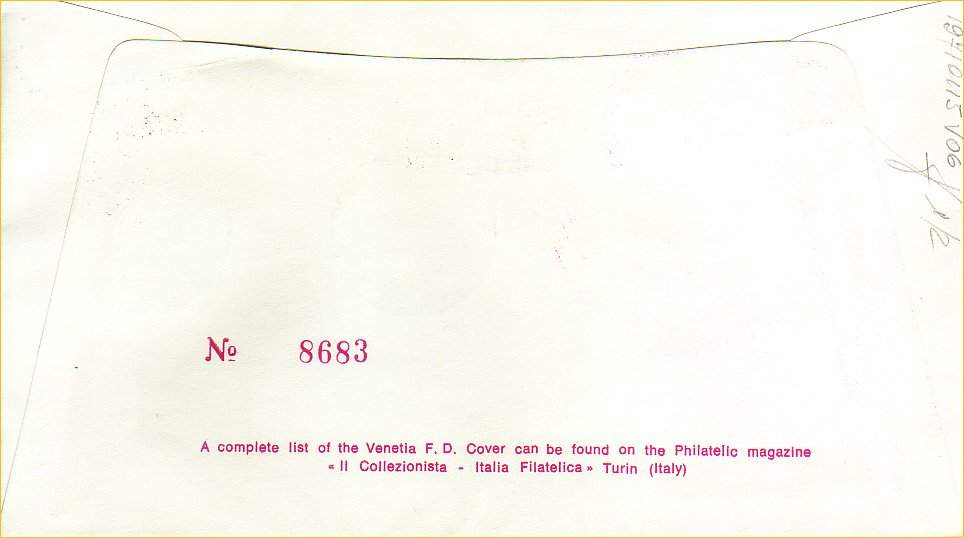 № 8683
A complete list of the Venetia F. D. Cover can be found on the Philatelic magazine
« Il Collezionista - Italia Filatelica » Turin (Italy)